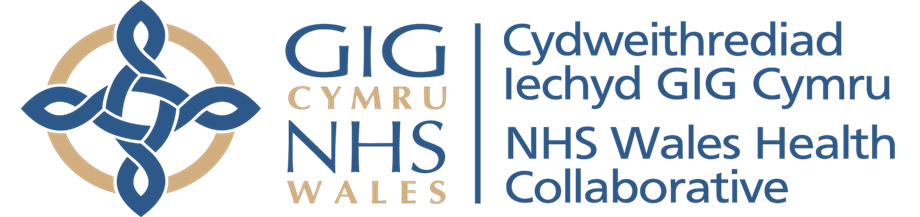 GIG
CYMRU
NHS
WALES
Cydweithrediad
Iechyd GIG Cymru
NHS Wales Health
Collaborative